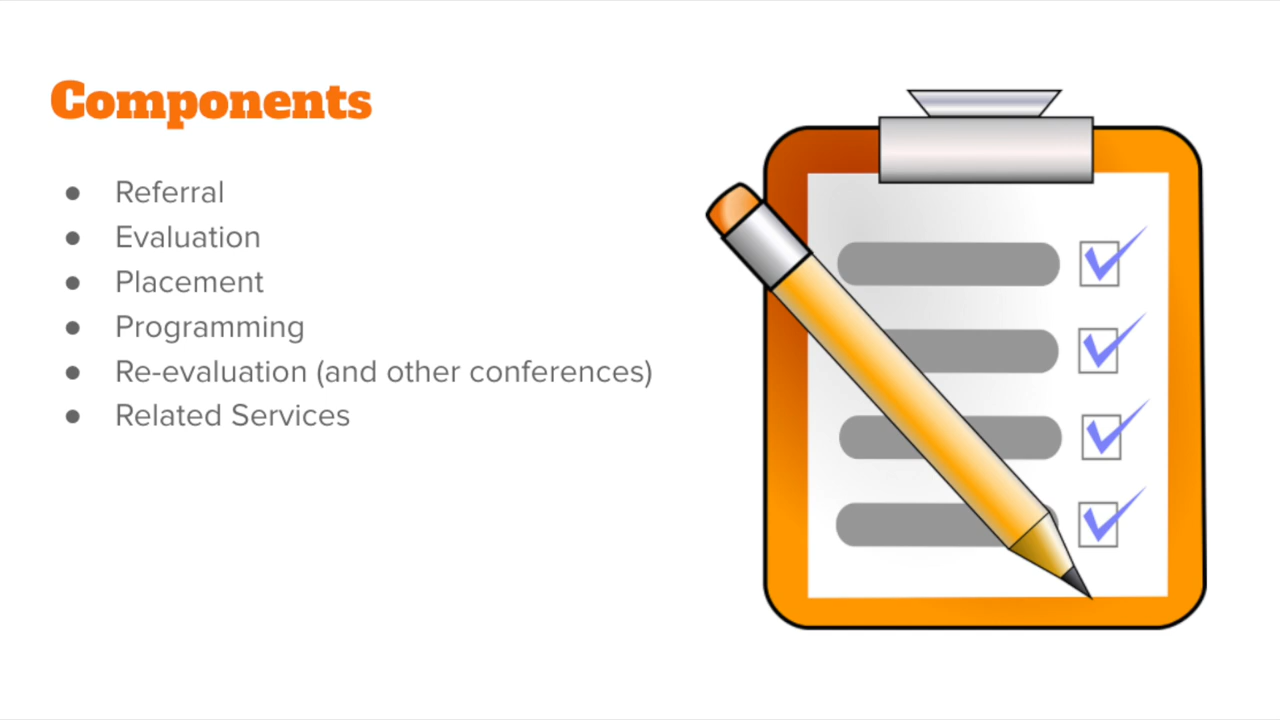 Components
● Referral
● Evaluation
● Placement
● Programming
● Re-evaluation (and other conferences)
● Related Services